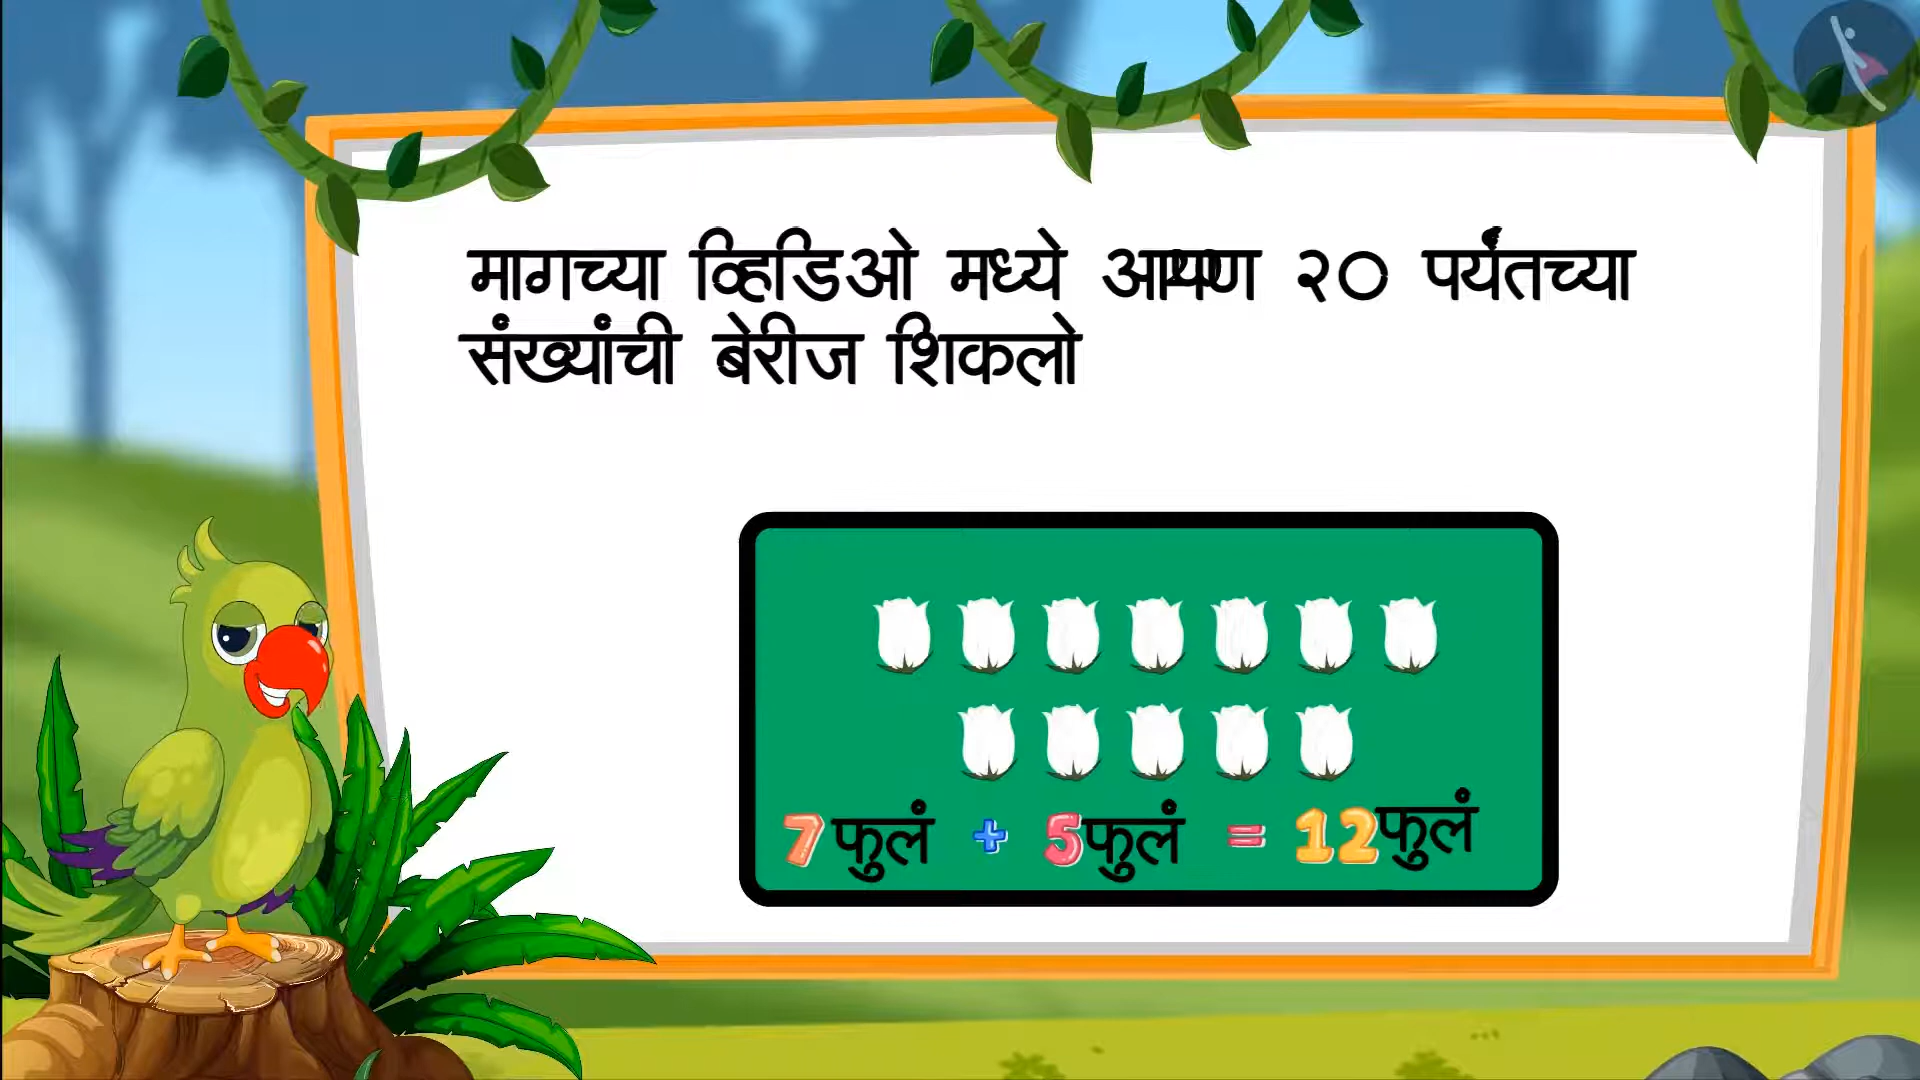 मागच्या व्हिडिओ मध्ये आपण २० पर्यंतच्या
संख्यांची बेरीज शिकलो
7 फुलं + 5 फुलं = 12 फुलं